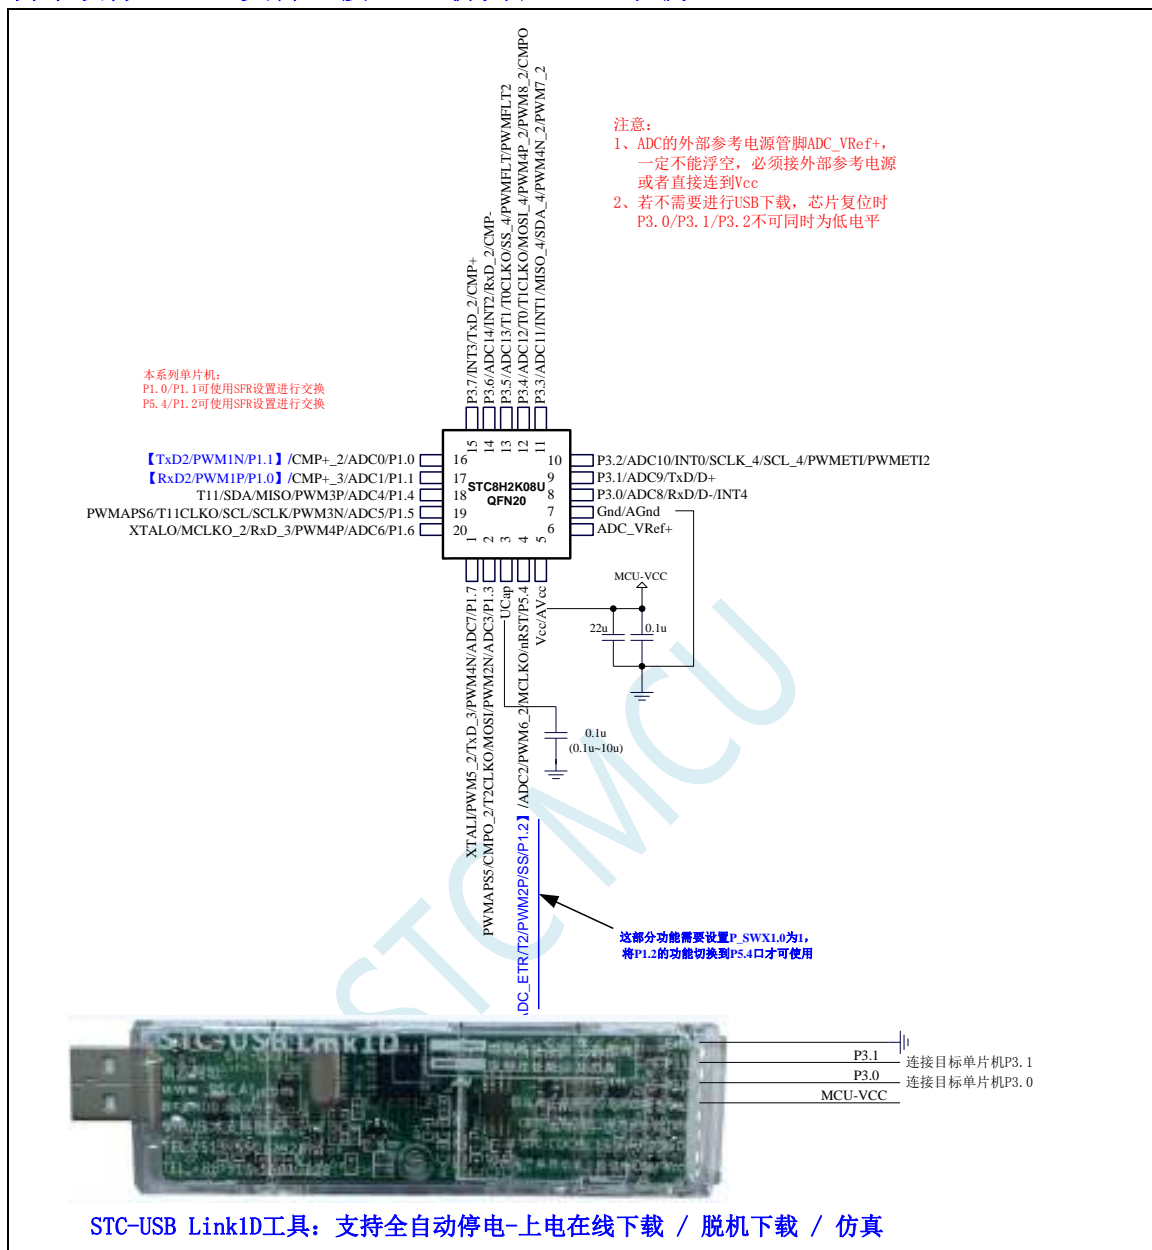 P3.7/INT3/TxD_2/CMP+
P3.6/ADC14/INT2/RxD_2/CMP-
P3.5/ADC13/T1/T0CLKO/SS_4/PWMFLT/PWMFLT2
P3.4/ADC12/T0/T1CLKO/MOSI_4/PWM4P_2/PWM8_2/CMPO
P3.3/ADC11/INT1/MISO_4/SDA_4/PWM4N_2/PWM7_2
注意:
1、ADC的外部参考电源管脚ADC_VRef+,
一定不能浮空, 必须接外部参考电源
或者直接连到Vcc
2、若不需要进行USB下载, 芯片复位时
P3.0/P3.1/P3.2不可同时为低电平
本系列单片机:
P1.0/P1.1可使用SFR设置进行交换
P5.4/P1.2可使用SFR设置进行交换
15 14 13 12 11
【TxD2/PWM1N/P1.1】/CMP+_2/ADC0/P1.0 16
【RxD2/PWM1P/P1.0】/CMP+_3/ADC1/P1.1 17
T11/SDA/MISO/PWM3P/ADC4/P1.4 18
PWMAPS6/T11CLKO/SCL/SCLK/PWM3N/ADC5/P1.5 19
XTALO/MCLKO_2/RxD_3/PWM4P/ADC6/P1.6 20
STC8H2K08U
QFN20
10 P3.2/ADC10/INT0/SCLK_4/SCL_4/PWMETI/PWMETI2
9 P3.1/ADC9/TxD/D+
8 P3.0/ADC8/RxD/D-/INT4
7 Gnd/AGnd
6 ADC_VRef+
1 2 3 4 5
XTALI/PWM5_2/TxD_3/PWM4N/ADC7/P1.7
PWMAPS5/CMPO_2/T2CLKO/MOSI/PWM2N/ADC3/P1.3
UCap
DC_ETR/T2/PWM2P/SS/P1.2】/ADC2/PWM6_2/MCLKO/nRST/P5.4
Vcc/AVcc
MCU-VCC
22u
0.1u
0.1u
(0.1u~10u)
这部分功能需要设置P_SWX1.0为1,
将P1.2的功能切换到P5.4口才可使用
STC MCU
STC-USB Link1D
P3.1 连接目标单片机P3.1
P3.0 连接目标单片机P3.0
MCU-VCC
STC-USB Link1D工具: 支持全自动停电-上电在线下载 / 脱机下载 / 仿真